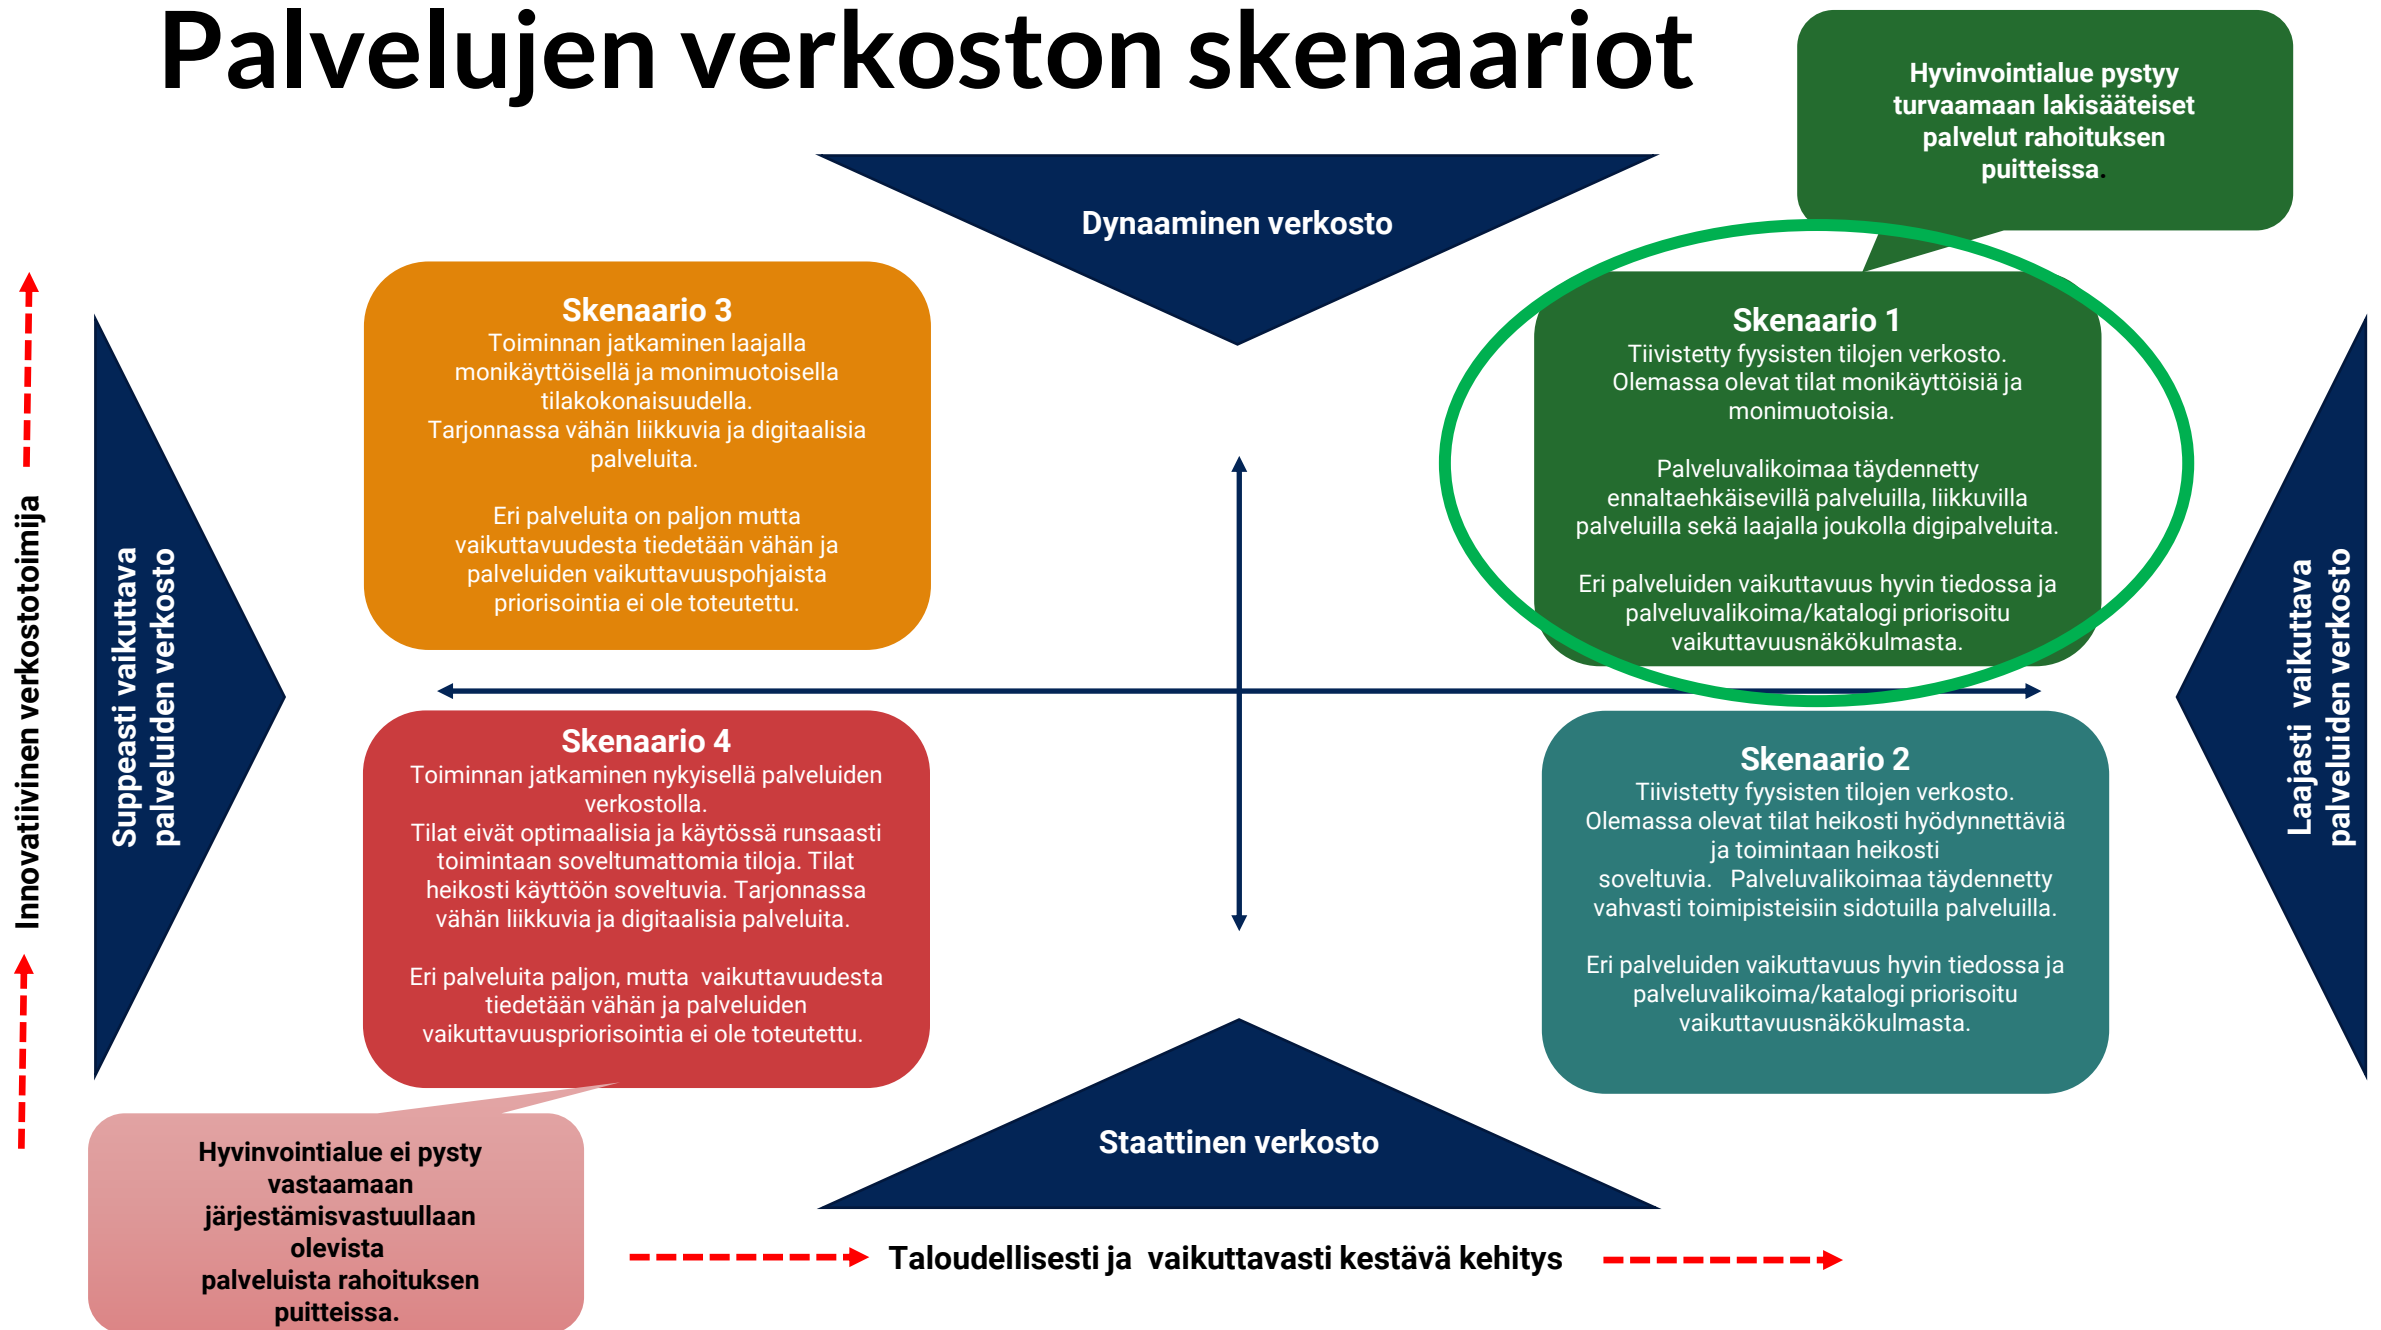 Palvelujen verkoston skenaariot
Hyvinvointialue pystyy
turvaamaan lakisääteiset
palvelut rahoituksen
puitteissa.
Dynaaminen verkosto
Skenaario 3
Toiminnan jatkaminen laajalla
monikäyttöisellä ja monimuotoisella
tilakokonaisuudella.
Tarjonnassa vähän liikkuvia ja digitaalisia
palveluita.
Eri palveluita on paljon mutta
vaikuttavuudesta tiedetään vähän ja
palveluiden vaikuttavuuspohjaista
priorisointia ei ole toteutettu.
Skenaario 1
Tiivistetty fyysisten tilojen verkosto.
Olemassa olevat tilat monikäyttöisiä ja
monimuotoisia.
Palveluvalikoimaa täydennetty
ennaltaehkäisevillä palveluilla, liikkuvilla
palveluilla sekä laajalla joukolla digipalveluita.
Eri palveluiden vaikuttavuus hyvin tiedossa ja
palveluvalikoima/katalogi priorisoitu
vaikuttavuusnäkökulmasta.
Innovatiivinen verkostotoimija
Suppeasti vaikuttava
palveluiden verkosto
Laajasti  vaikuttava
palveluiden verkosto
Skenaario 4
Toiminnan jatkaminen nykyisellä palveluiden
verkostolla.
Tilat eivät optimaalisia ja käytössä runsaasti
toimintaan soveltumattomia tiloja. Tilat
heikosti käyttöön soveltuvia. Tarjonnassa
vähän liikkuvia ja digitaalisia palveluita.
Eri palveluita paljon, mutta  vaikuttavuudesta
tiedetään vähän ja palveluiden
vaikuttavuuspriorisointia ei ole toteutettu.
Skenaario 2
Tiivistetty fyysisten tilojen verkosto.
Olemassa olevat tilat heikosti hyödynnettäviä
ja toimintaan heikosti
soveltuvia.   Palveluvalikoimaa täydennetty
vahvasti toimipisteisiin sidotuilla palveluilla.
Eri palveluiden vaikuttavuus hyvin tiedossa ja
palveluvalikoima/katalogi priorisoitu
vaikuttavuusnäkökulmasta.
Staattinen verkosto
Hyvinvointialue ei pysty
vastaamaan
järjestämisvastuullaan
olevista
palveluista rahoituksen
puitteissa.
Taloudellisesti ja  vaikuttavasti kestävä kehitys